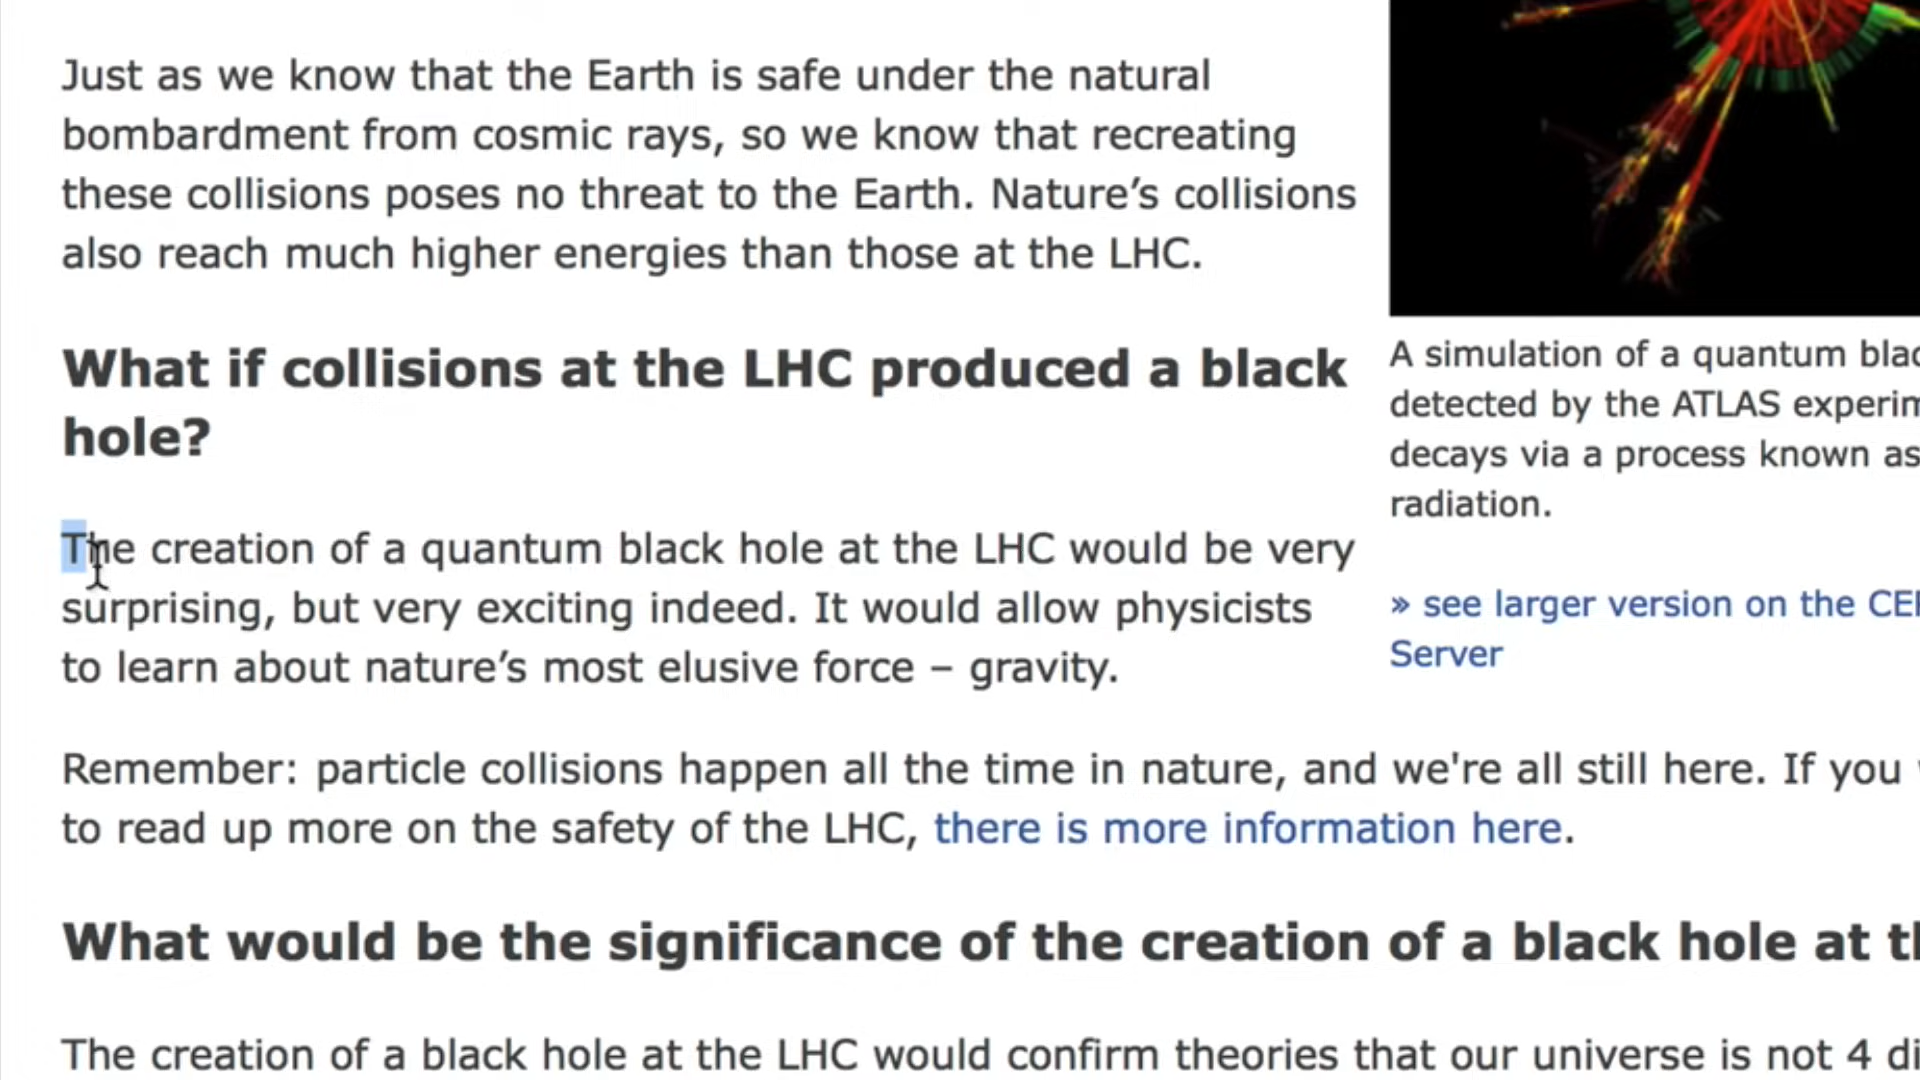 Just as we know that the Earth is safe under the natural
bombardment from cosmic rays, so we know that recreating
these collisions poses no threat to the Earth. Nature’s collisions
also reach much higher energies than those at the LHC.
What if collisions at the LHC produced a black
hole?
The creation of a quantum black hole at the LHC would be very
surprising, but very exciting indeed. It would allow physicists
to learn about nature’s most elusive force – gravity.
Remember: particle collisions happen all the time in nature, and we're all still here. If you
to read up more on the safety of the LHC, there is more information here.
What would be the significance of the creation of a black hole at
The creation of a black hole at the LHC would confirm theories that our universe is not 4
A simulation of a quantum
detected by the ATLAS
decays via a process known as
radiation.
» see larger version on the
Server